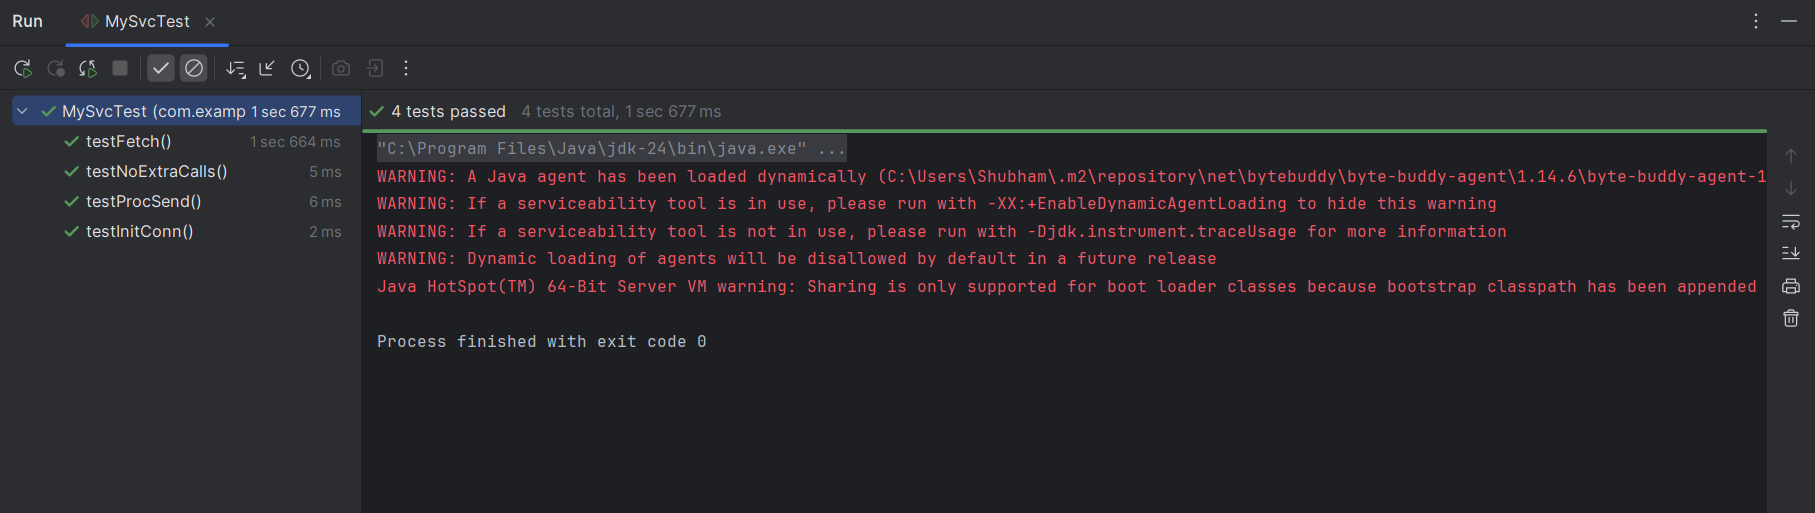 Run MySvcTest
MySvcTest (com.examp 1 sec 677 ms
testFetch() 1 sec 664 ms
testNoExtraCalls() 5 ms
testProcSend() 6 ms
testInitConn() 2 ms
4 tests passed 4 tests total, 1 sec 677 ms
"C:\Program Files\Java\jdk-24\bin\java.exe" ...
WARNING: A Java agent has been loaded dynamically (C:\Users\Shubham\.m2\repository\net\bytebuddy\byte-buddy-agent\1.14.6\byte-buddy-agent-1
WARNING: If a serviceability tool is in use, please run with -XX:+EnableDynamicAgentLoading to hide this warning
WARNING: If a serviceability tool is not in use, please run with -Djdk.instrument.traceUsage for more information
WARNING: Dynamic loading of agents will be disallowed by default in a future release
Java HotSpot(TM) 64-Bit Server VM warning: Sharing is only supported for boot loader classes because bootstrap classpath has been appended
Process finished with exit code 0